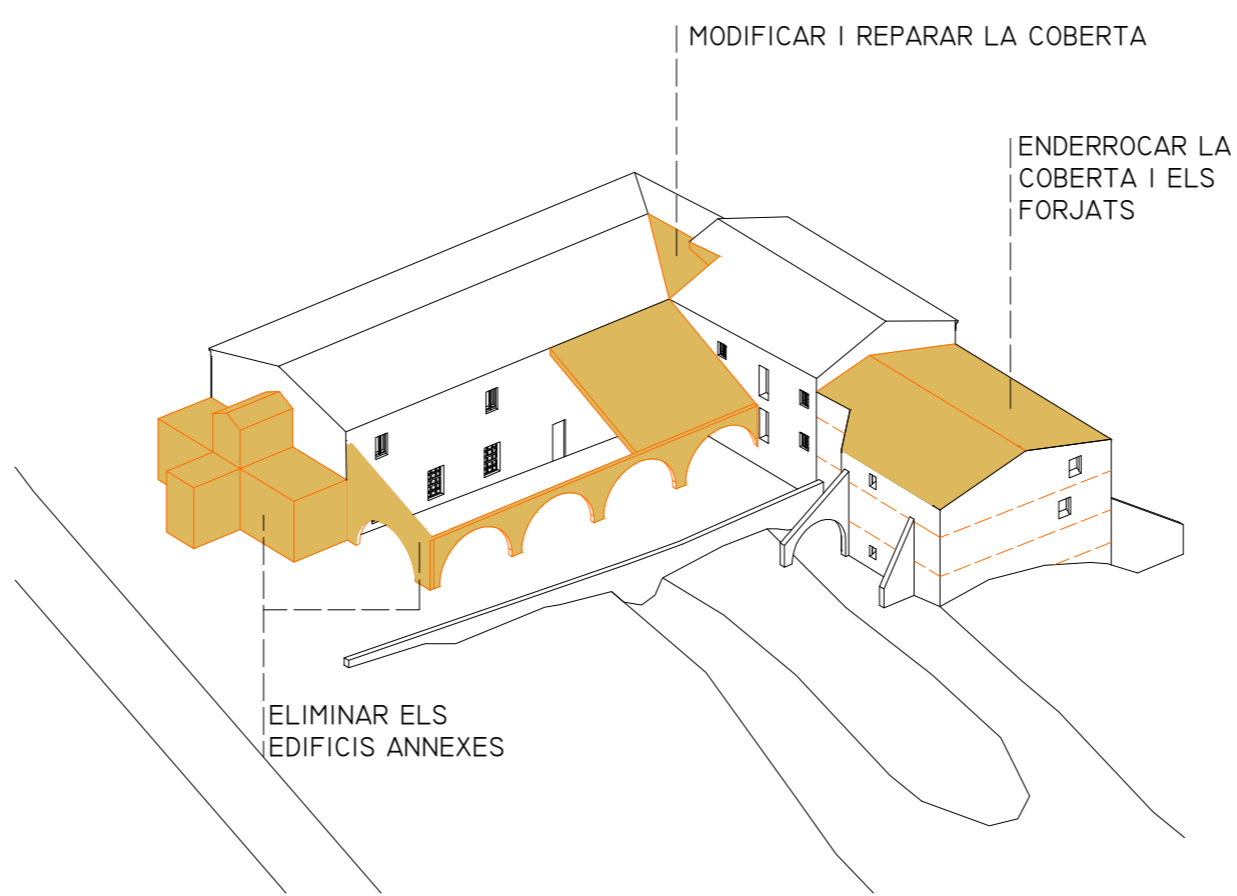 MODIFICAR I REPARAR LA COBERTA
ENDERROCAR LA
COBERTA I ELS
FORJATS
ELIMINAR ELS
EDIFICIS ANNEXES